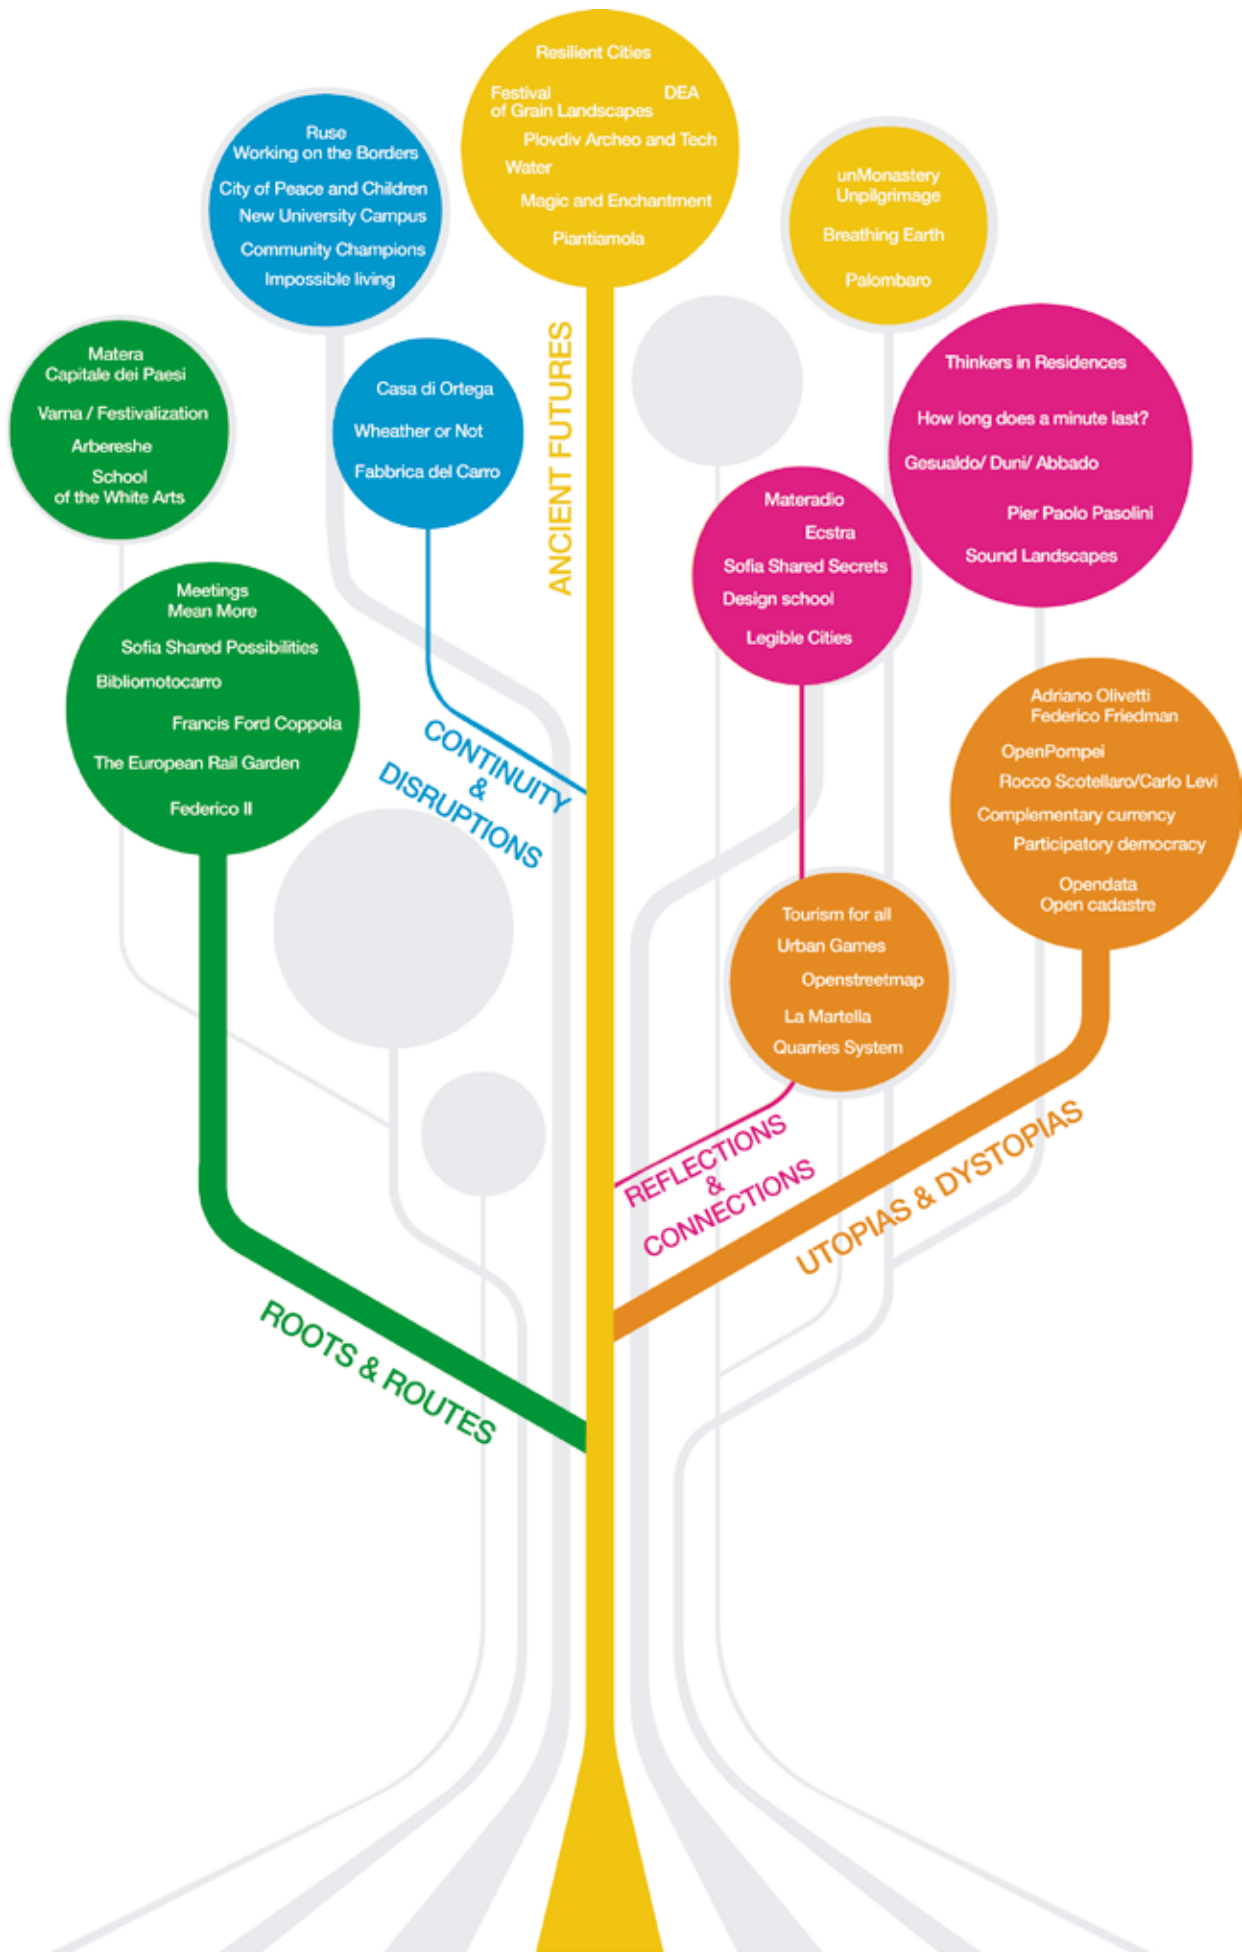 Resilient Cities
Festival
of Grain Landscapes
DEA
Plovdiv Archeo and Tech
Water
Magic and Enchantment
Piantiamola
Ruse
Working on the Borders
City of Peace and Children
New University Campus
Community Champions
Impossible living
unMonastery
Unpilgrimage
Breathing Earth
Palombaro
Matera
Capitale dei Paesi
Varna / Festivalization
Arbereshe
School
of the White Arts
Casa di Ortega
Wheather or Not
Fabbrica del Carro
ANCIENT FUTURES
Thinkers in Residences
How long does a minute last?
Gesualdo/ Duni/ Abbado
Pier Paolo Pasolini
Sound Landscapes
Materadio
Ecstra
Sofia Shared Secrets
Design school
Legible Cities
Meetings
Mean More
Sofia Shared Possibilities
Bibliomotocarro
Francis Ford Coppola
The European Rail Garden
Federico II
CONTINUITY
&
DISRUPTIONS
Adriano Olivetti
Federico Friedman
OpenPompei
Rocco Scotellaro/Carlo Levi
Complementary currency
Participatory democracy
Opendata
Open cadastre
Tourism for all
Urban Games
Openstreetmap
La Martella
Quarries System
REFLECTIONS
&
CONNECTIONS
UTOPIAS & DYSTOPIAS
ROOTS & ROUTES